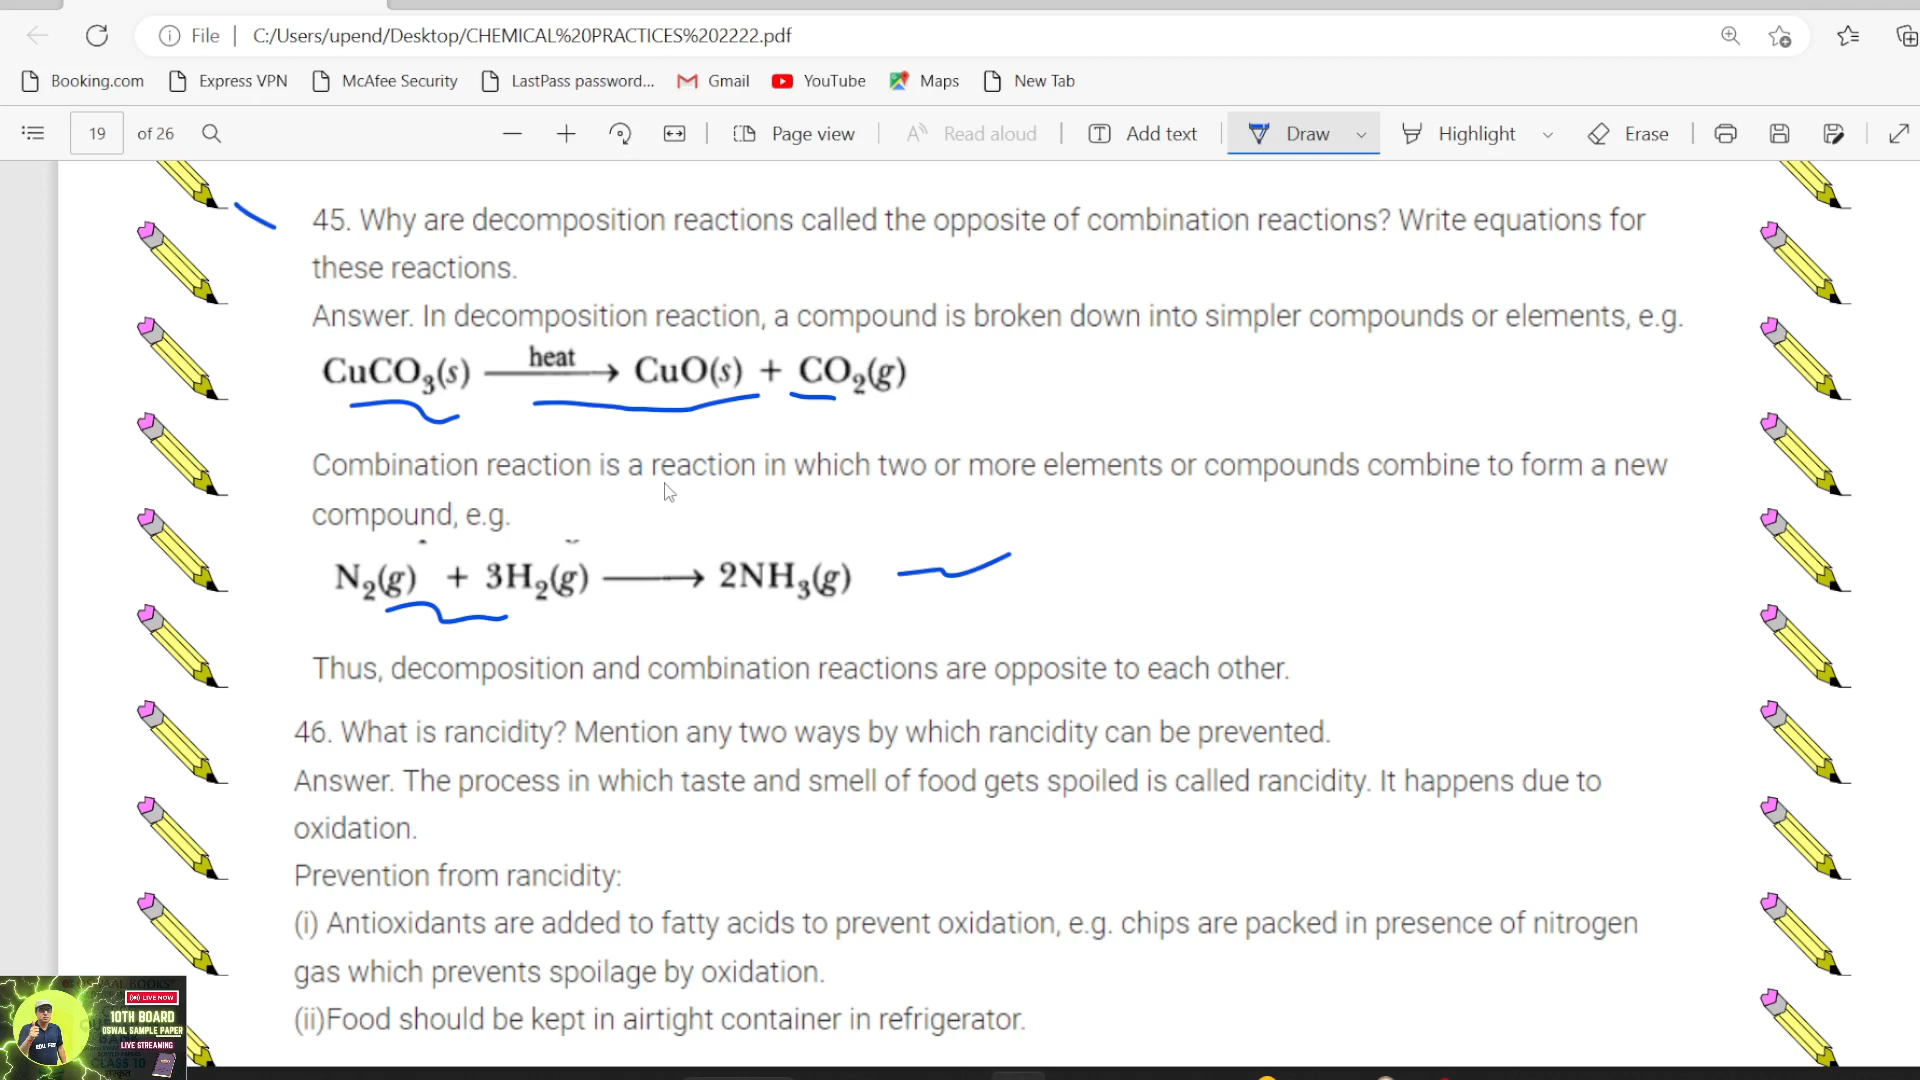 File C:/Users/upend/Desktop/CHEMICAL%20PRACTICES%202222.pdf
Booking.com Express VPN McAfee Security LastPass password... Gmail YouTube Maps New Tab
19 of 26 Page view Read aloud Add text Draw Highlight Erase
45. Why are decomposition reactions called the opposite of combination reactions? Write equations for
these reactions.
Answer. In decomposition reaction, a compound is broken down into simpler compounds or elements, e.g.
CuCO₃(s) —heat→ CuO(s) + CO₂(g)
Combination reaction is a reaction in which two or more elements or compounds combine to form a new
compound, e.g.
N₂(g) + 3H₂(g) ⟶ 2NH₃(g)
Thus, decomposition and combination reactions are opposite to each other.
46. What is rancidity? Mention any two ways by which rancidity can be prevented.
Answer. The process in which taste and smell of food gets spoiled is called rancidity. It happens due to
oxidation.
Prevention from rancidity:
(i) Antioxidants are added to fatty acids to prevent oxidation, e.g. chips are packed in presence of nitrogen
gas which prevents spoilage by oxidation.
(ii)Food should be kept in airtight container in refrigerator.
LIVE NOW
10TH BOARD
OSWAL SAMPLE PAPER
LIVE STREAMING
CLASS 10